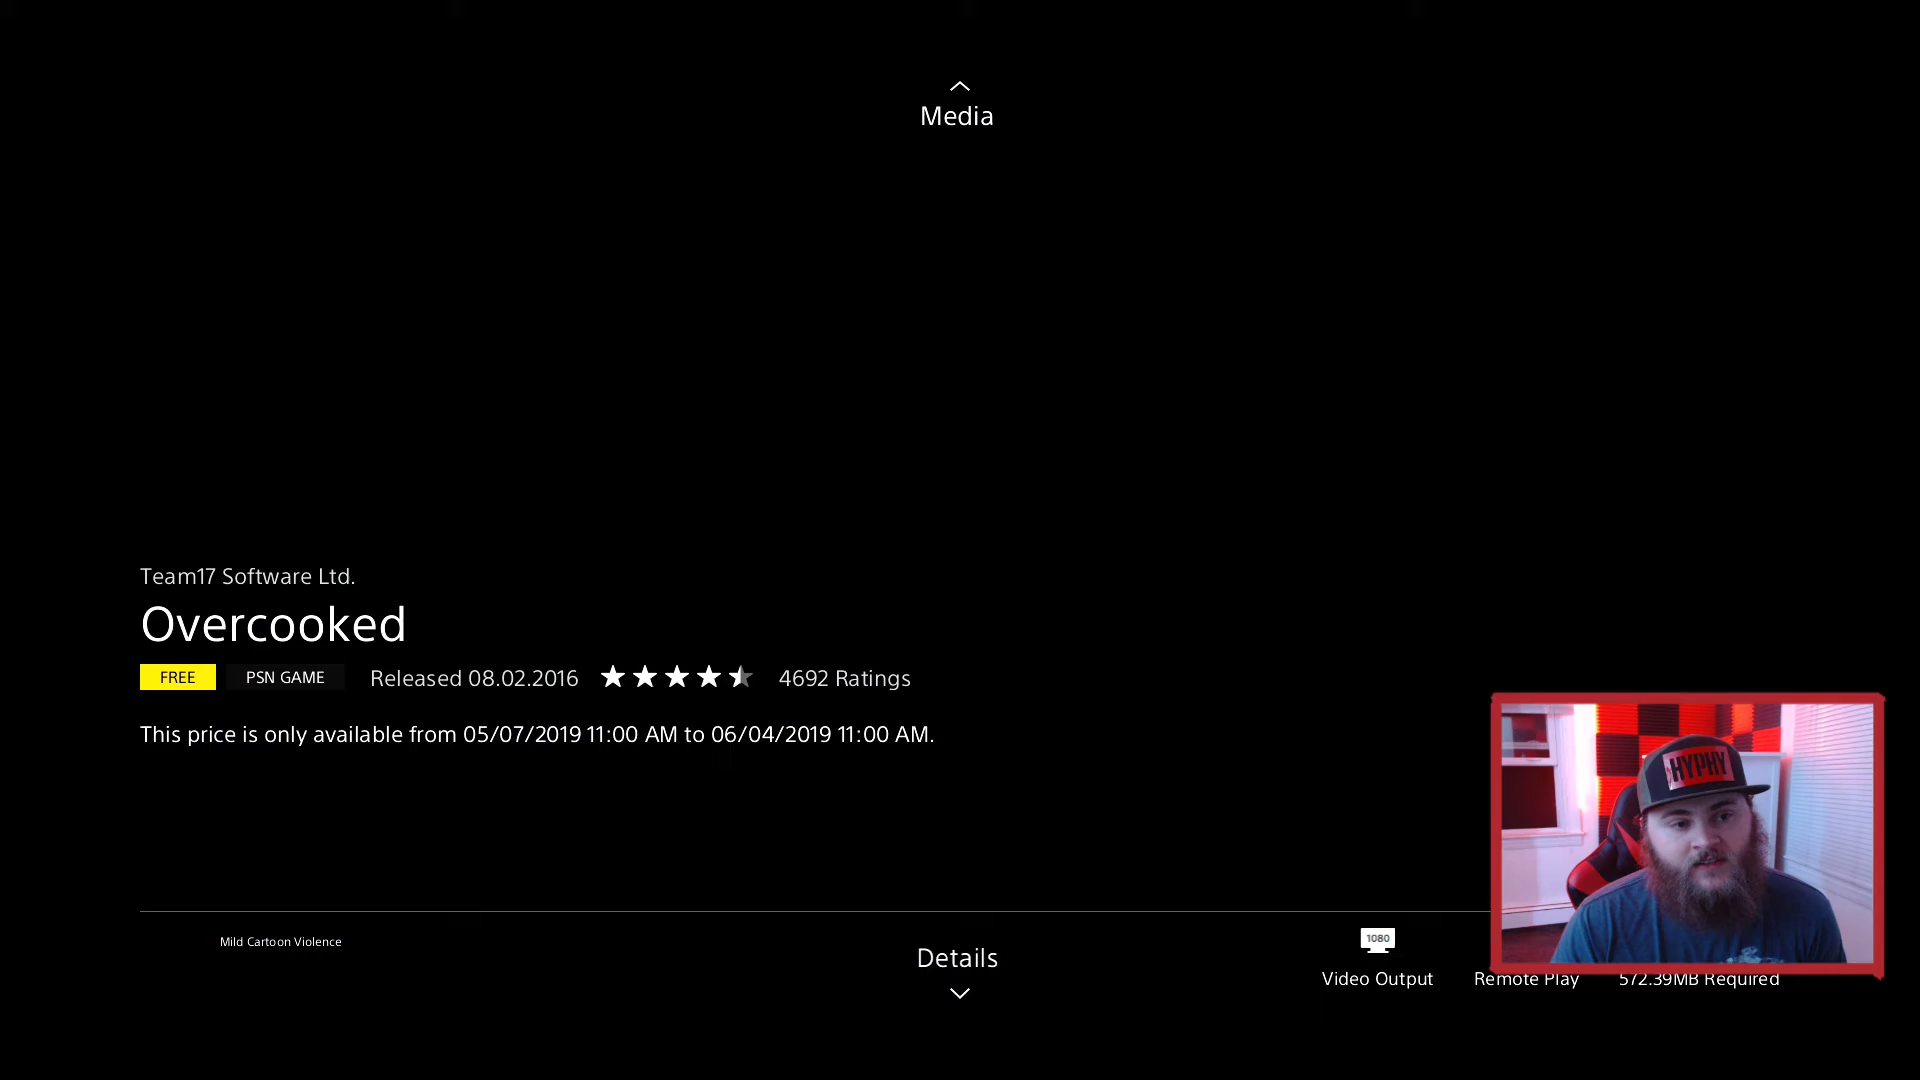 Media
Team17 Software Ltd.
Overcooked
FREE PSN GAME Released 08.02.2016 4692 Ratings
This price is only available from 05/07/2019 11:00 AM to 06/04/2019 11:00 AM.
HYPHY
Mild Cartoon Violence
Details
1080
Video Output Remote Play 572.39MB Required